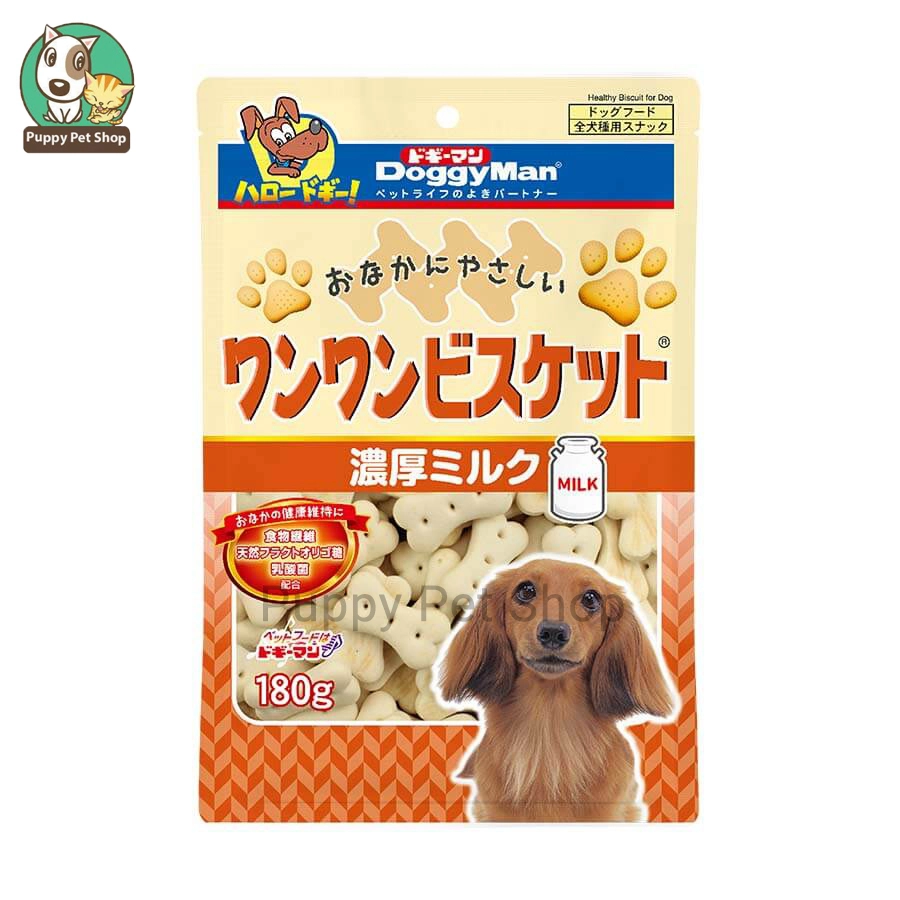 Puppy Pet Shop
Healthy Biscuit for Dog
ドッグフード
全犬種用スナック
ドギーマン
DoggyMan®
ペットライフのよきパートナー
ハロードギー!
おなかにやさしい
ワンワンビスケット®
濃厚ミルク
MILK
おなかの健康維持に
食物繊維
天然フラクトオリゴ糖
乳酸菌
配合
Puppy Pet Shop
ペットフードは
ドギーマン
180g